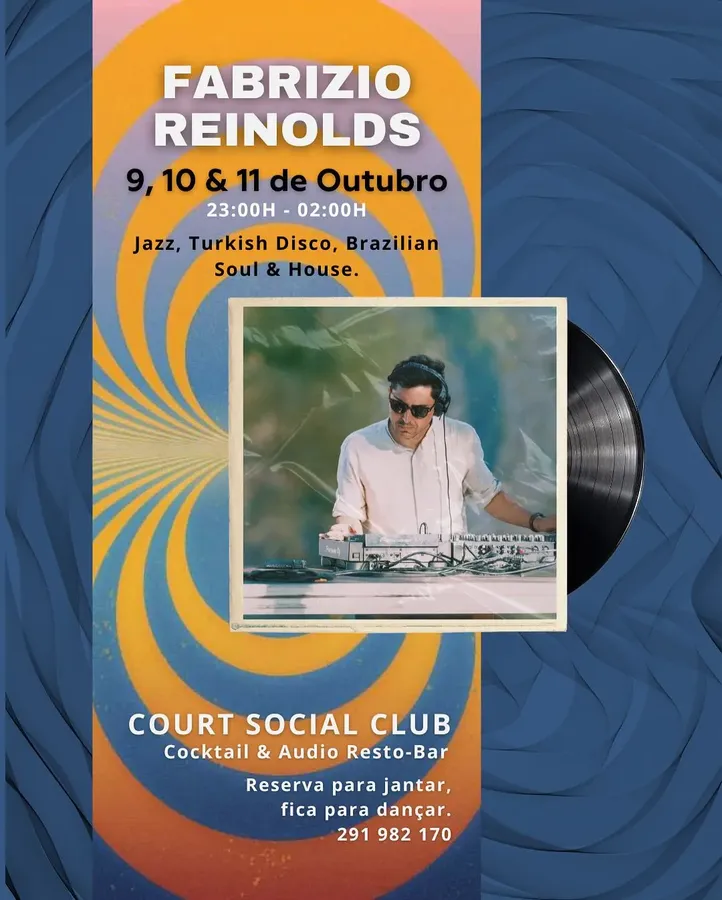 FABRIZIO
REINOLDS
9, 10 & 11 de Outubro
23:00H - 02:00H
Jazz, Turkish Disco, Brazilian
Soul & House.
COURT SOCIAL CLUB
Cocktail & Audio Resto-Bar
Reserva para jantar,
fica para dançar.
291 982 170